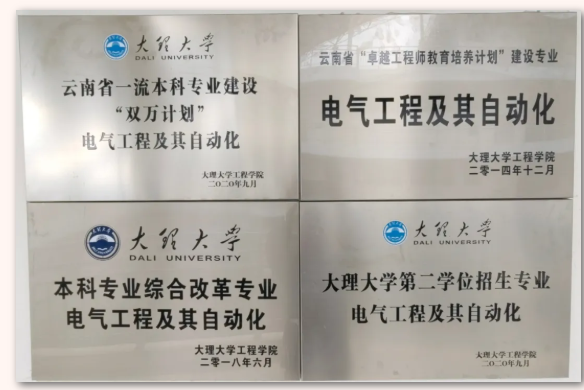 大理大学
DALI UNIVERSITY
云南省一流本科专业建设
“双万计划”
电气工程及其自动化
大理大学工程学院
二〇二〇年九月
云南省“卓越工程师教育培养计划”建设专业
电气工程及其自动化
大理大学工程学院
二零一四年十二月
大理大学
DALI UNIVERSITY
本科专业综合改革专业
电气工程及其自动化
大理大学工程学院
二零一八年六月
大理大学
DALI UNIVERSITY
大理大学第二学位招生专业
电气工程及其自动化
大理大学工程学院
二〇二〇年九月